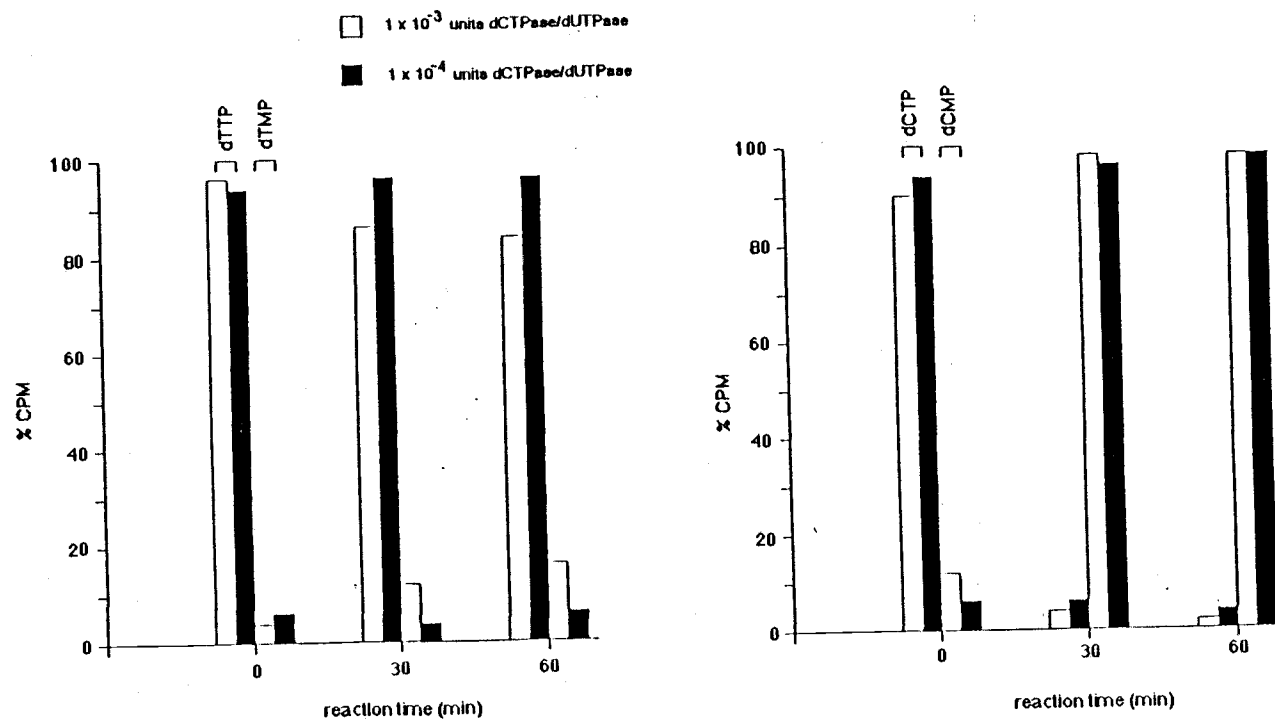 1 x 10⁻³ units dCTPase/dUTPase
1 x 10⁻⁴ units dCTPase/dUTPase
dTTP
dTMP
100
80
60
40
20
0
% CPM
0
30
60
reaction time (min)
dCTP
dCMP
100
80
60
40
20
0
% CPM
0
30
60
reaction time (min)